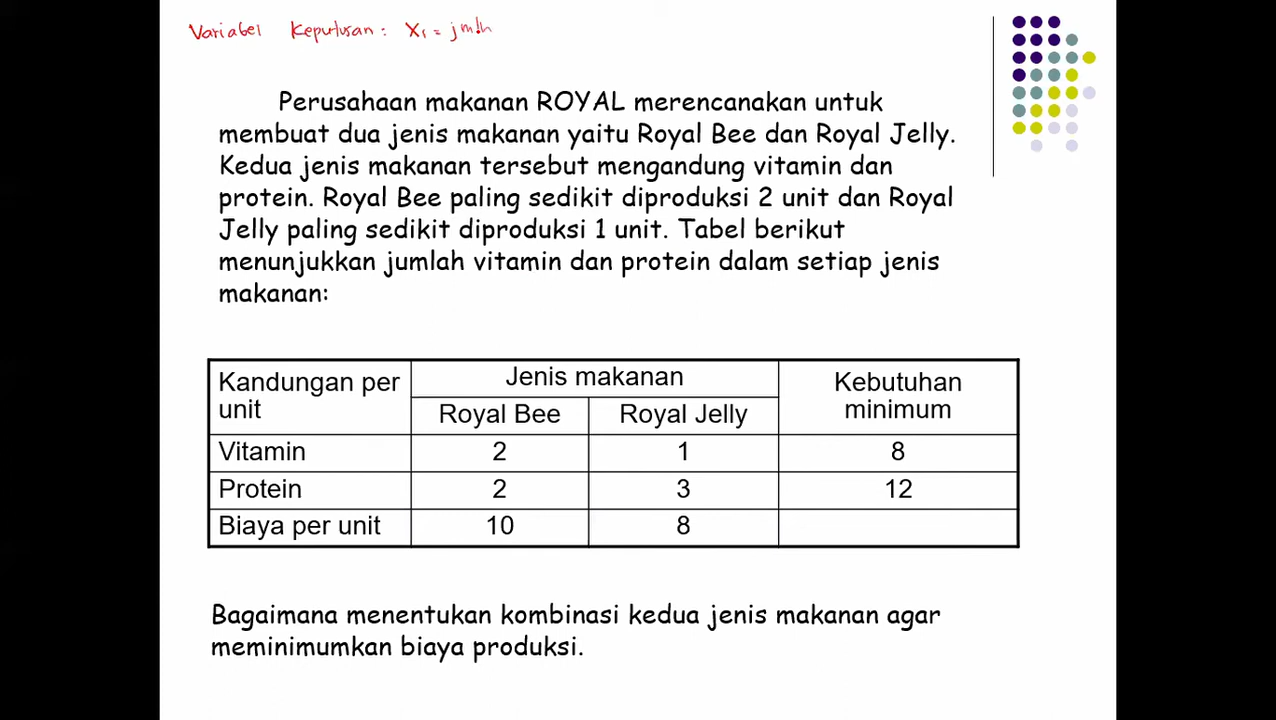 Variabel Keputusan: X1 = jmlh
Perusahaan makanan ROYAL merencanakan untuk
membuat dua jenis makanan yaitu Royal Bee dan Royal Jelly.
Kedua jenis makanan tersebut mengandung vitamin dan
protein. Royal Bee paling sedikit diproduksi 2 unit dan Royal
Jelly paling sedikit diproduksi 1 unit. Tabel berikut
menunjukkan jumlah vitamin dan protein dalam setiap jenis
makanan:
Kandungan per unit Jenis makanan Kebutuhan minimum
Royal Bee Royal Jelly
Vitamin 2 1 8
Protein 2 3 12
Biaya per unit 10 8
Bagaimana menentukan kombinasi kedua jenis makanan agar
meminimumkan biaya produksi.